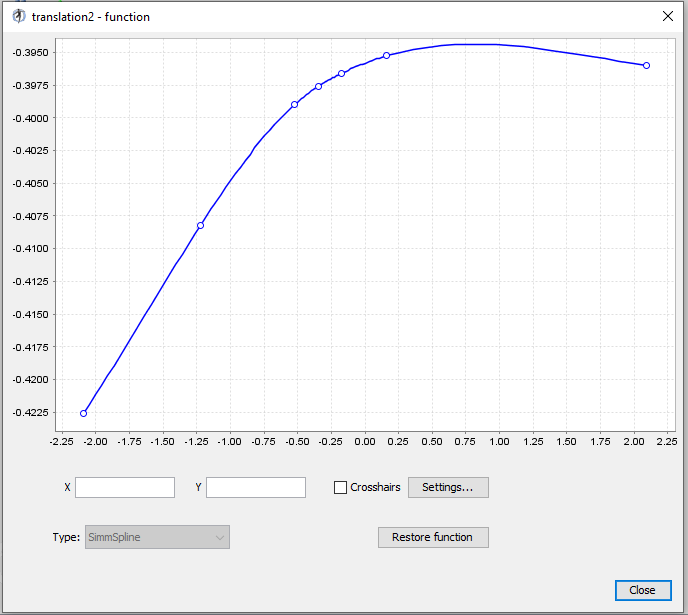 translation2 - function
-0.3950
-0.3975
-0.4000
-0.4025
-0.4050
-0.4075
-0.4100
-0.4125
-0.4150
-0.4175
-0.4200
-0.4225
-2.25 -2.00 -1.75 -1.50 -1.25 -1.00 -0.75 -0.50 -0.25 0.00 0.25 0.50 0.75 1.00 1.25 1.50 1.75 2.00 2.25
X Y Crosshairs Settings...
Type: SimmSpline Restore function
Close